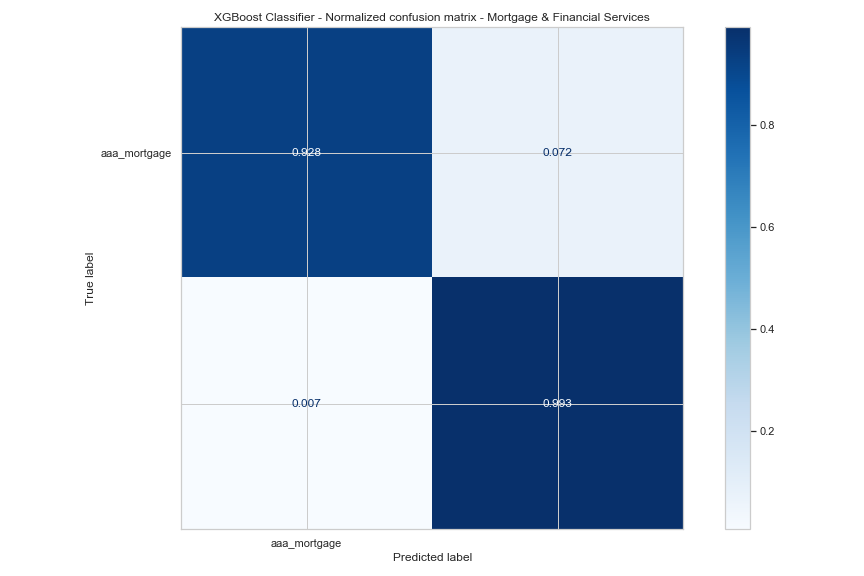 XGBoost Classifier - Normalized confusion matrix - Mortgage & Financial Services
aaa_mortgage
0.928
0.072
0.8
0.6
True label
0.4
0.007
0.993
0.2
aaa_mortgage
Predicted label